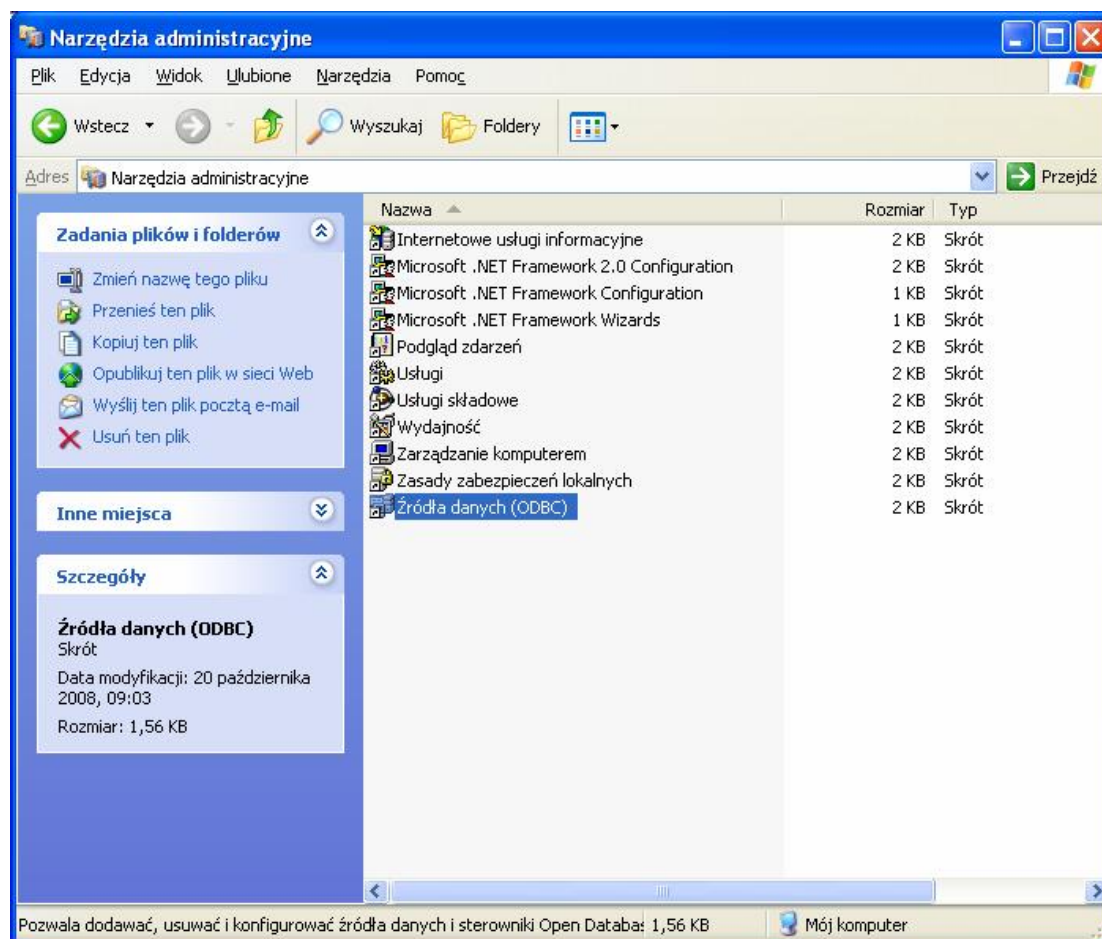 Narzędzia administracyjne
Plik Edycja Widok Ulubione Narzędzia Pomoc
Wstecz Wyszukaj Foldery
Adres Narzędzia administracyjne Przejdź
Zadania plików i folderów
Zmień nazwę tego pliku
Przenieś ten plik
Kopiuj ten plik
Opublikuj ten plik w sieci Web
Wyślij ten plik pocztą e-mail
Usuń ten plik
Inne miejsca
Szczegóły
Źródła danych (ODBC)
Skrót
Data modyfikacji: 20 października
2008, 09:03
Rozmiar: 1,56 KB
Nazwa Rozmiar Typ
Internetowe usługi informacyjne 2 KB Skrót
Microsoft .NET Framework 2.0 Configuration 2 KB Skrót
Microsoft .NET Framework Configuration 1 KB Skrót
Microsoft .NET Framework Wizards 1 KB Skrót
Podgląd zdarzeń 2 KB Skrót
Usługi 2 KB Skrót
Usługi składowe 2 KB Skrót
Wydajność 2 KB Skrót
Zarządzanie komputerem 2 KB Skrót
Zasady zabezpieczeń lokalnych 2 KB Skrót
Źródła danych (ODBC) 2 KB Skrót
Pozwala dodawać, usuwać i konfigurować źródła danych i sterowniki Open Databas 1,56 KB Mój komputer